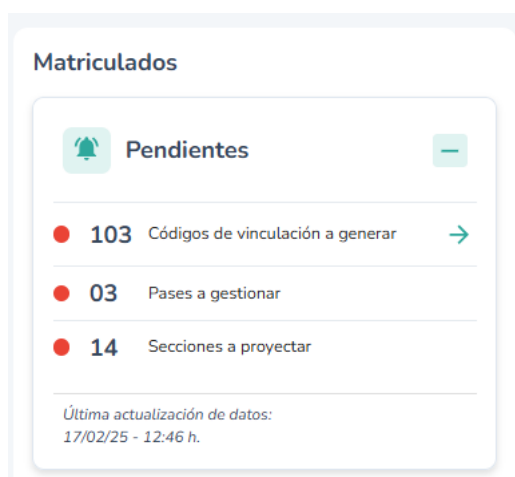 Matriculados
Pendientes
103 Códigos de vinculación a generar
03 Pases a gestionar
14 Secciones a proyectar
Última actualización de datos:
17/02/25 - 12:46 h.